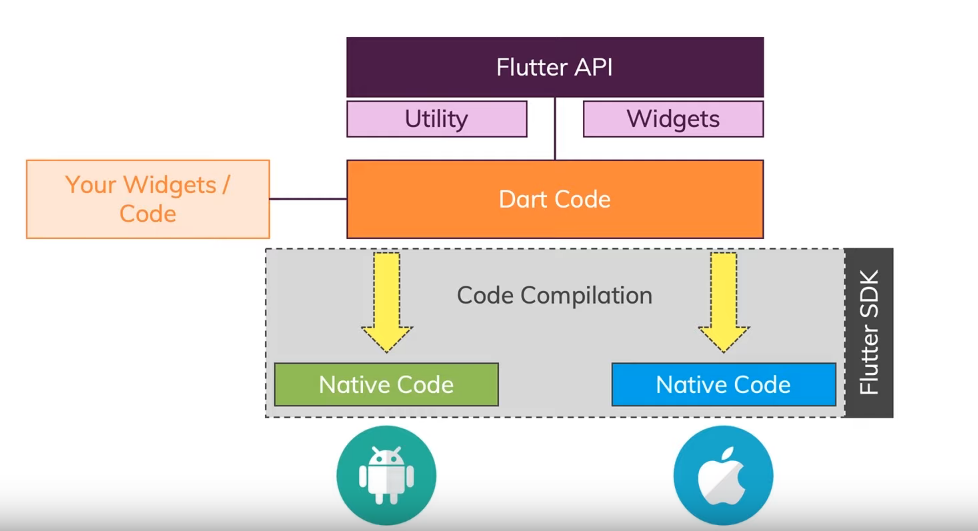 Flutter API
Utility
Widgets
Your Widgets /
Code
Dart Code
Code Compilation
Flutter SDK
Native Code
Native Code